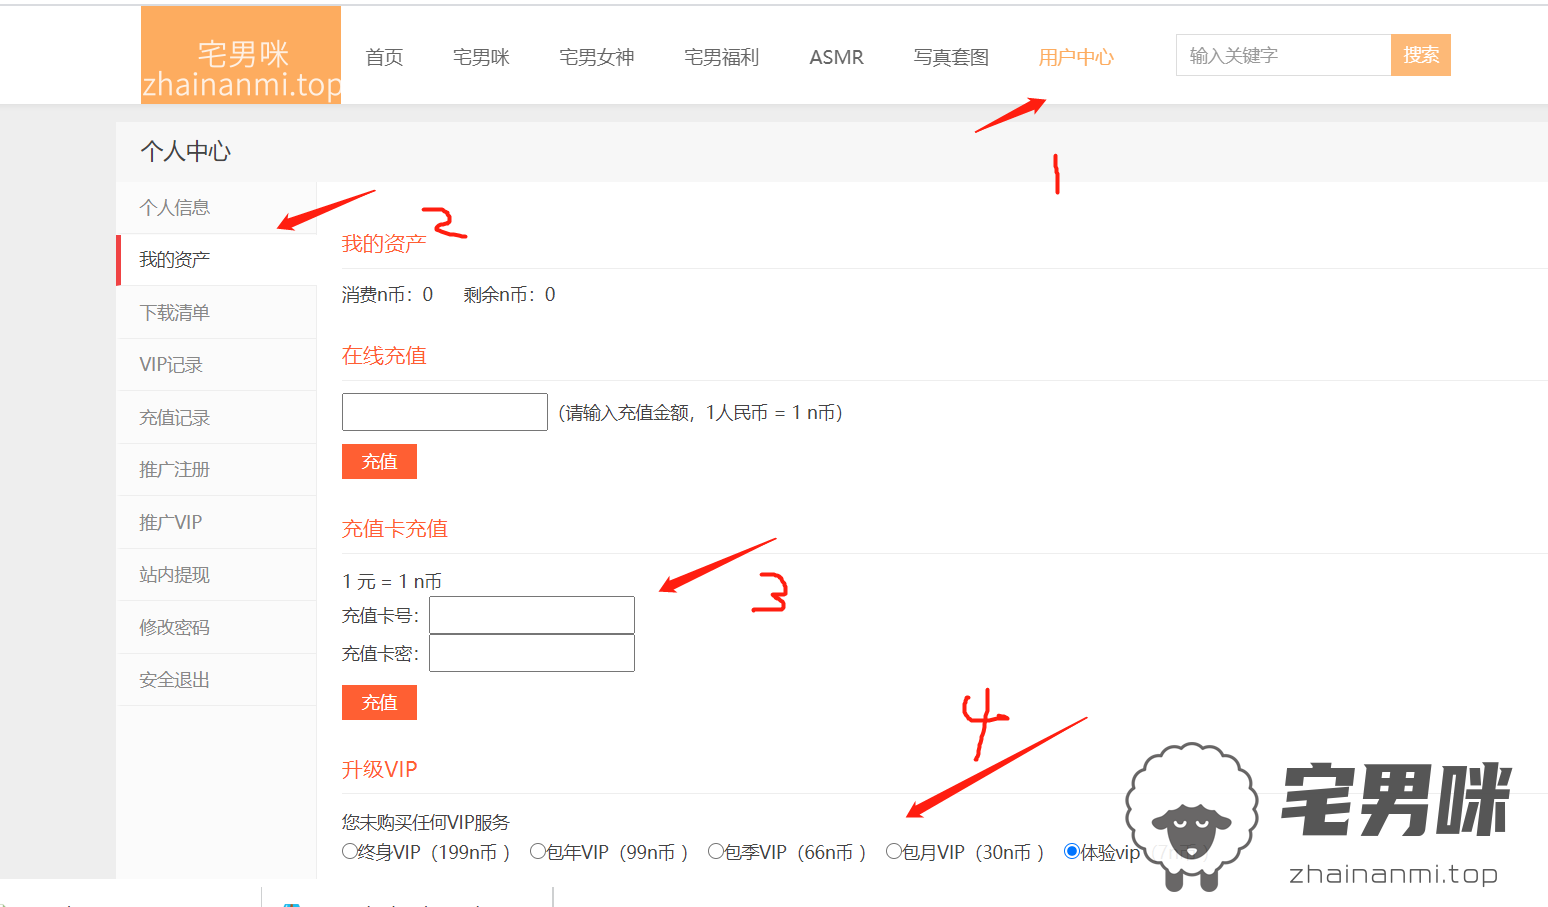 宅男咪
zhainanmi.top
首页 宅男咪 宅男女神 宅男福利 ASMR 写真套图 用户中心
输入关键字 搜索
1
个人中心
个人信息
我的资产
下载清单
VIP记录
充值记录
推广注册
推广VIP
站内提现
修改密码
安全退出
2
我的资产
消费n币：0 剩余n币：0
在线充值
（请输入充值金额，1人民币 = 1 n币）
充值
充值卡充值
3
1 元 = 1 n币
充值卡号：
充值卡密：
充值
4
升级VIP
您未购买任何VIP服务
终身VIP（199n币 ） 包年VIP（99n币 ） 包季VIP（66n币 ） 包月VIP（30n币 ） 体验vip（7n币 ）
宅男咪
zhainanmi.top